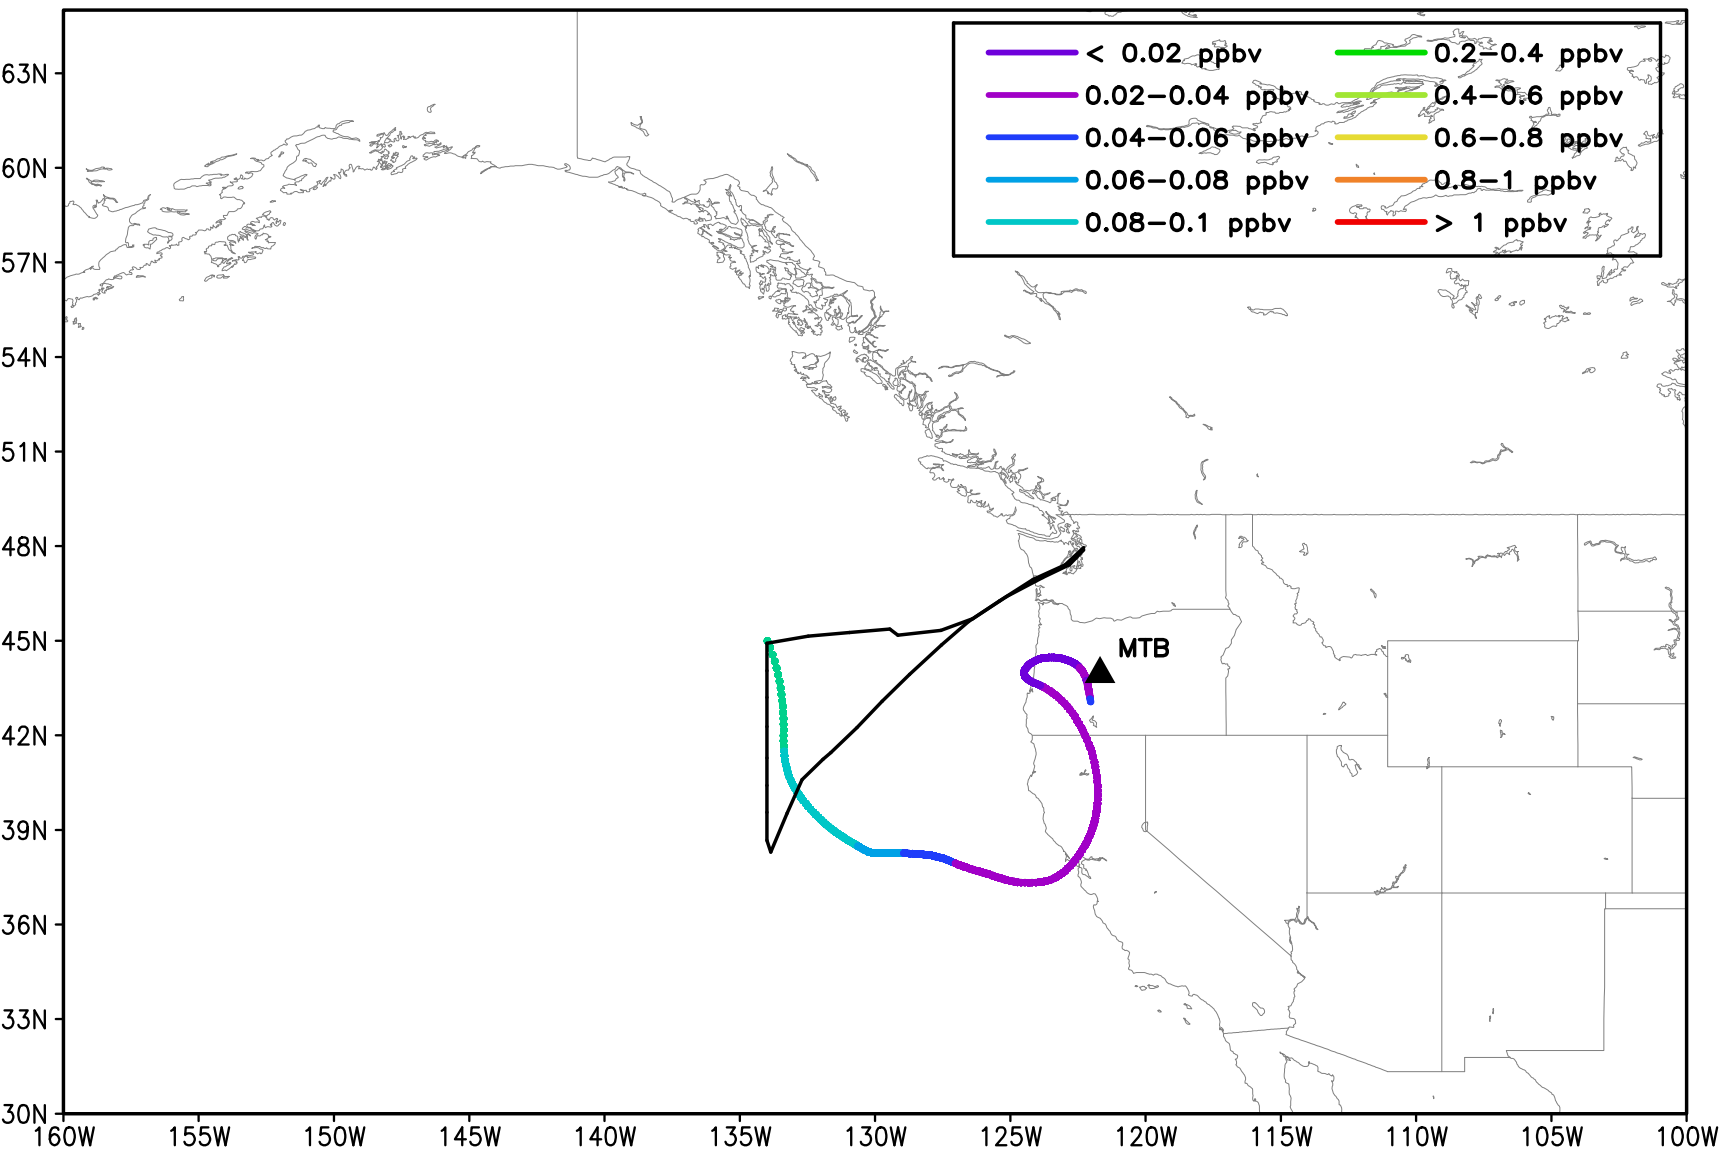 < 0.02 ppbv
0.02-0.04 ppbv
0.04-0.06 ppbv
0.06-0.08 ppbv
0.08-0.1 ppbv
0.2-0.4 ppbv
0.4-0.6 ppbv
0.6-0.8 ppbv
0.8-1 ppbv
> 1 ppbv
63N
60N
57N
54N
51N
48N
45N
MTB
42N
39N
36N
33N
30N
160W 155W 150W 145W 140W 135W 130W 125W 120W 115W 110W 105W 100W